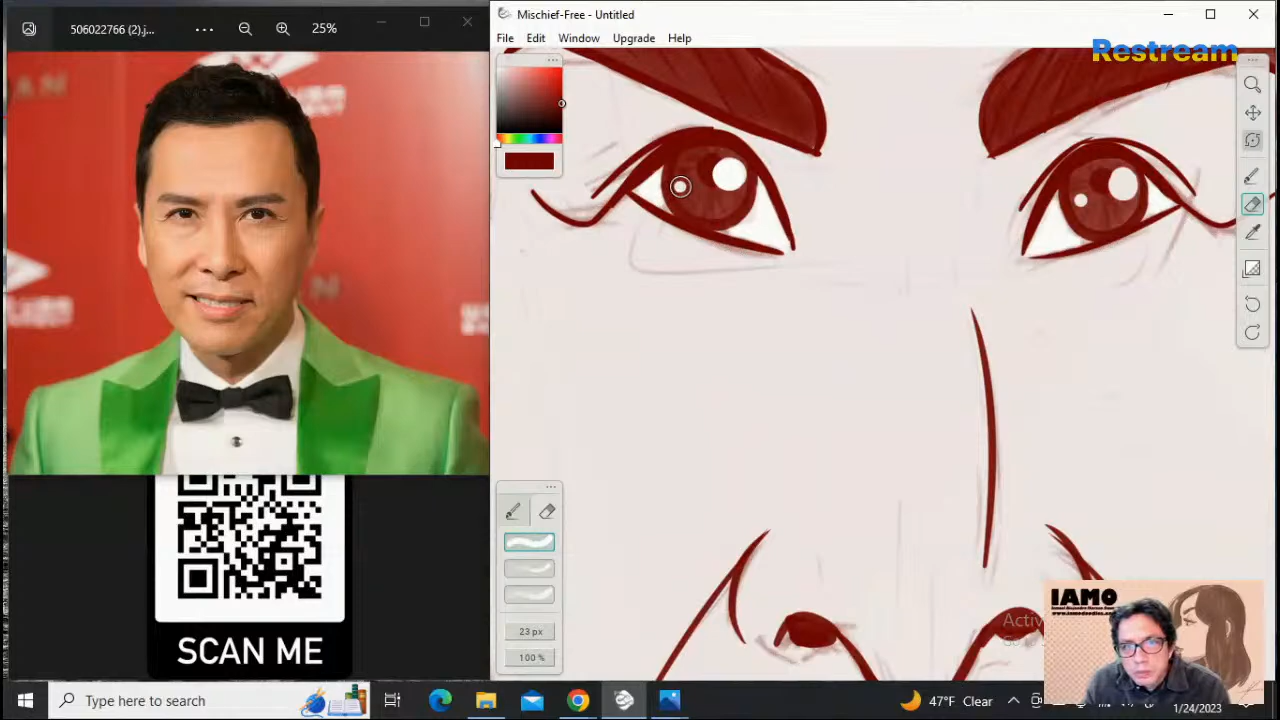 506022766 (2).j...
25%
Mischief-Free - Untitled
File Edit Window Upgrade Help
Restream
23 px
100 %
SCAN ME
IAMO
Type here to search
47°F Clear
1/24/2023